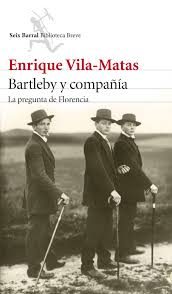 Seix Barral Biblioteca Breve
Enrique Vila-Matas
Bartleby y compañía
La pregunta de Florencia